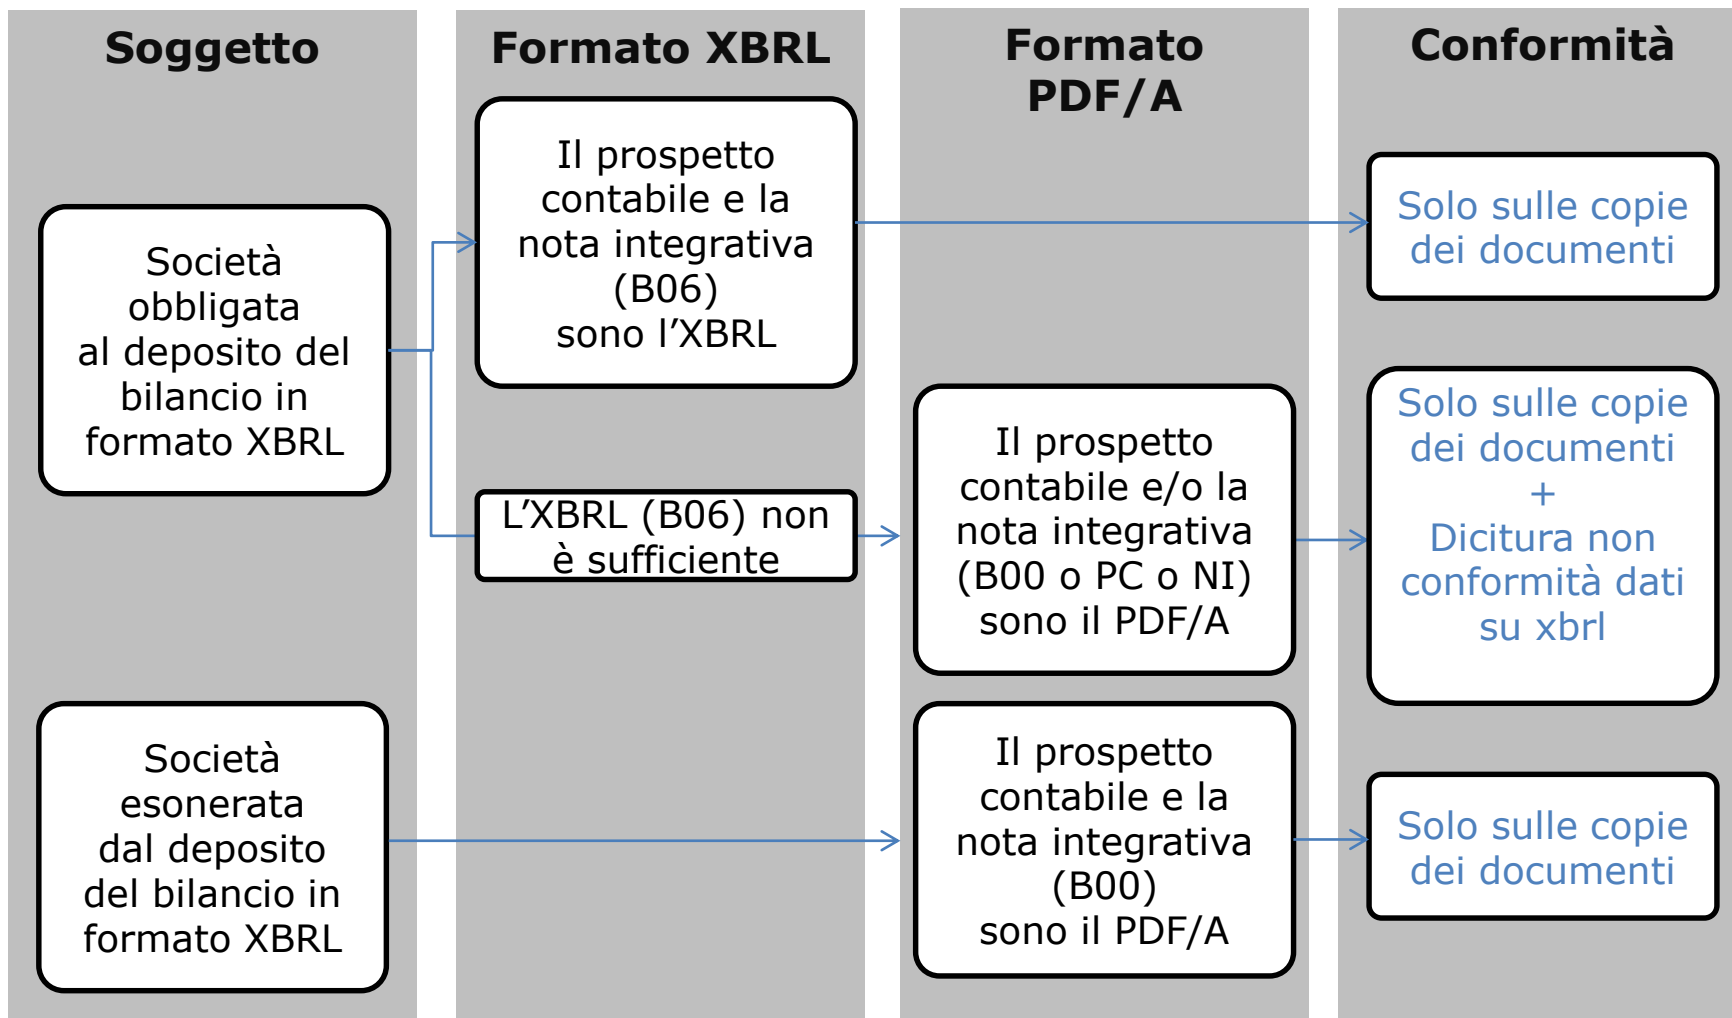 Soggetto
Formato XBRL
Formato
PDF/A
Conformità
Società
obbligata
al deposito del
bilancio in
formato XBRL
Il prospetto
contabile e la
nota integrativa
(B06)
sono l’XBRL
Solo sulle copie
dei documenti
L’XBRL (B06) non
è sufficiente
Il prospetto
contabile e/o la
nota integrativa
(B00 o PC o NI)
sono il PDF/A
Solo sulle copie
dei documenti
+
Dicitura non
conformità dati
su xbrl
Società
esonerata
dal deposito
del bilancio in
formato XBRL
Il prospetto
contabile e la
nota integrativa
(B00)
sono il PDF/A
Solo sulle copie
dei documenti